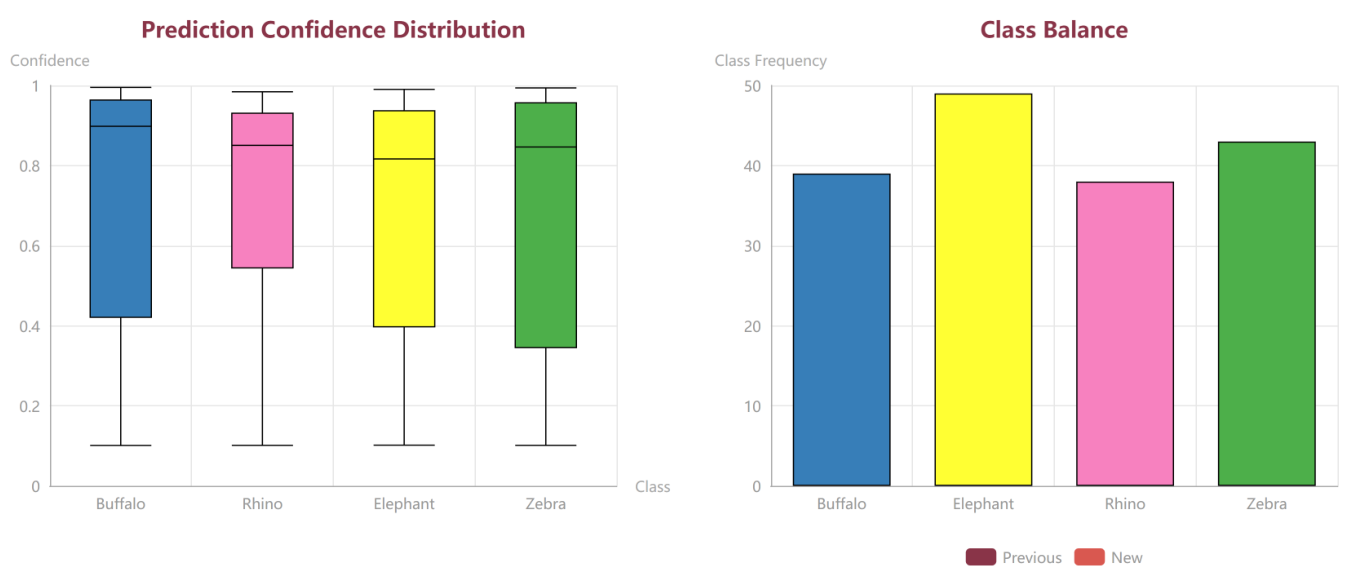 Prediction Confidence Distribution
Confidence
1
0.8
0.6
0.4
0.2
0
Buffalo Rhino Elephant Zebra
Class
Class Balance
Class Frequency
50
40
30
20
10
0
Buffalo Elephant Rhino Zebra
Previous New